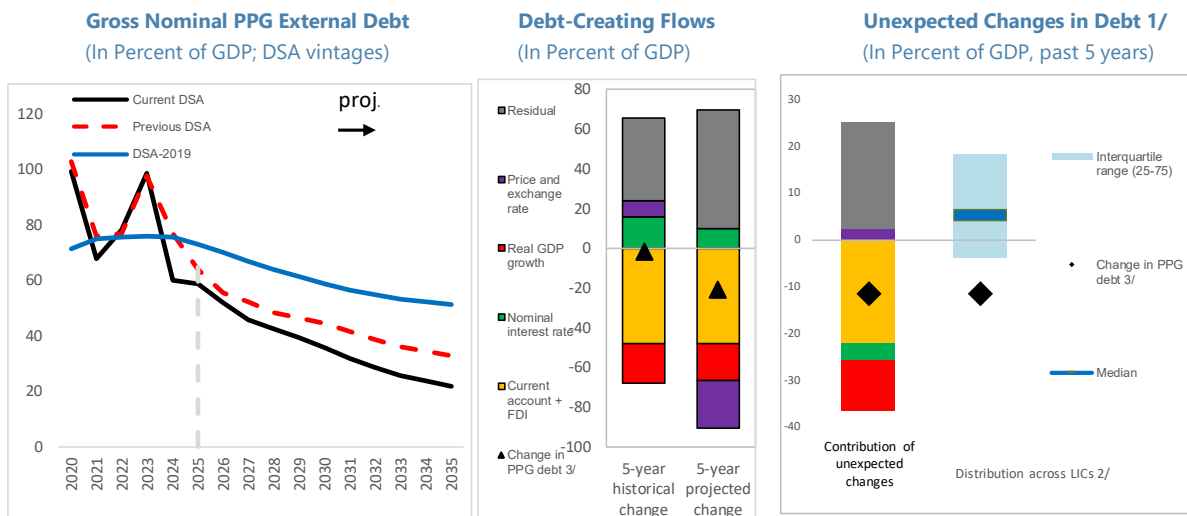 Gross Nominal PPG External Debt
(In Percent of GDP; DSA vintages)
120
100
80
60
40
20
0
Current DSA
Previous DSA
DSA-2019
proj.
2020
2021
2022
2023
2024
2025
2026
2027
2028
2029
2030
2031
2032
2033
2034
2035
Debt-Creating Flows
(In Percent of GDP)
Residual
Price and
exchange
rate
Real GDP
growth
Nominal
interest rate
Current
account +
FDI
Change in
PPG debt 3/
80
60
40
20
0
-20
-40
-60
-80
-100
5-year
historical
change
5-year
projected
change
Unexpected Changes in Debt 1/
(In Percent of GDP, past 5 years)
30
20
10
0
-10
-20
-30
-40
Interquartile
range (25-75)
Change in PPG
debt 3/
Median
Contribution of
unexpected
changes
Distribution across LICs 2/